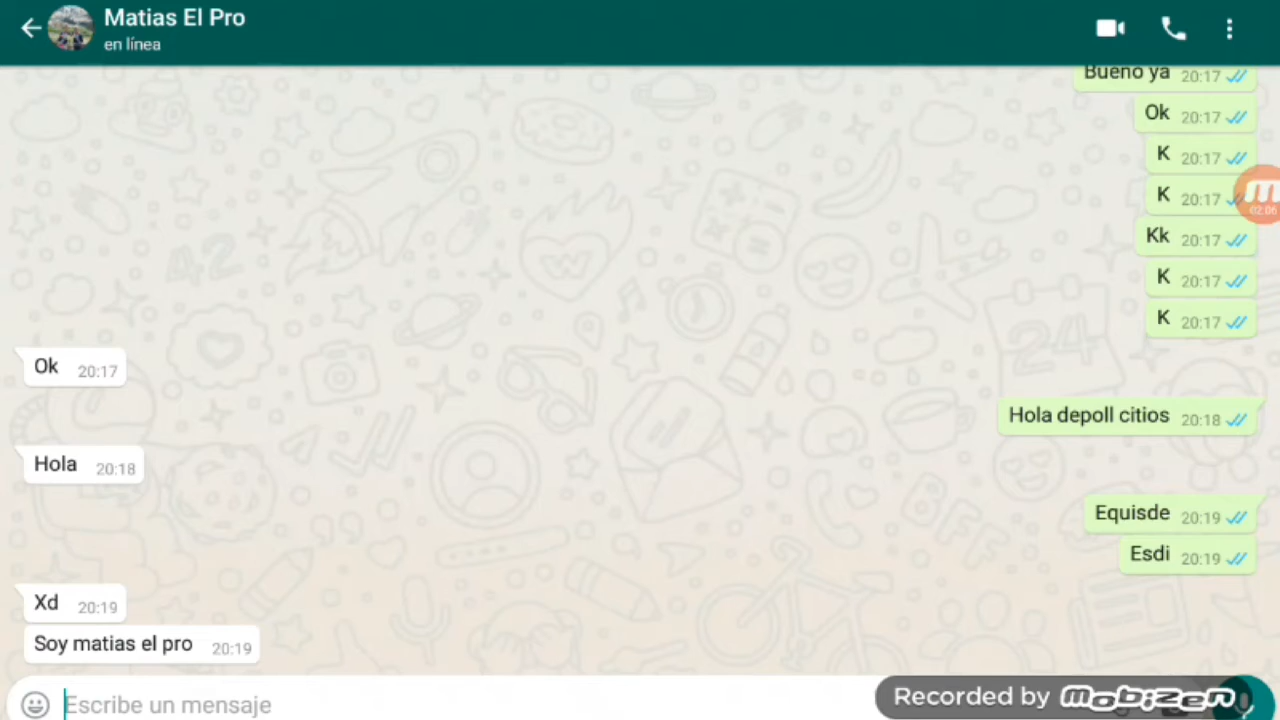 Matias El Pro
en línea
Bueno ya 20:17
Ok 20:17
K 20:17
K 20:17
02:06
Kk 20:17
K 20:17
K 20:17
Ok 20:17
Hola depoll citios 20:18
Hola 20:18
Equisde 20:19
Esdi 20:19
Xd 20:19
Soy matias el pro 20:19
Escribe un mensaje
Recorded by mobizen